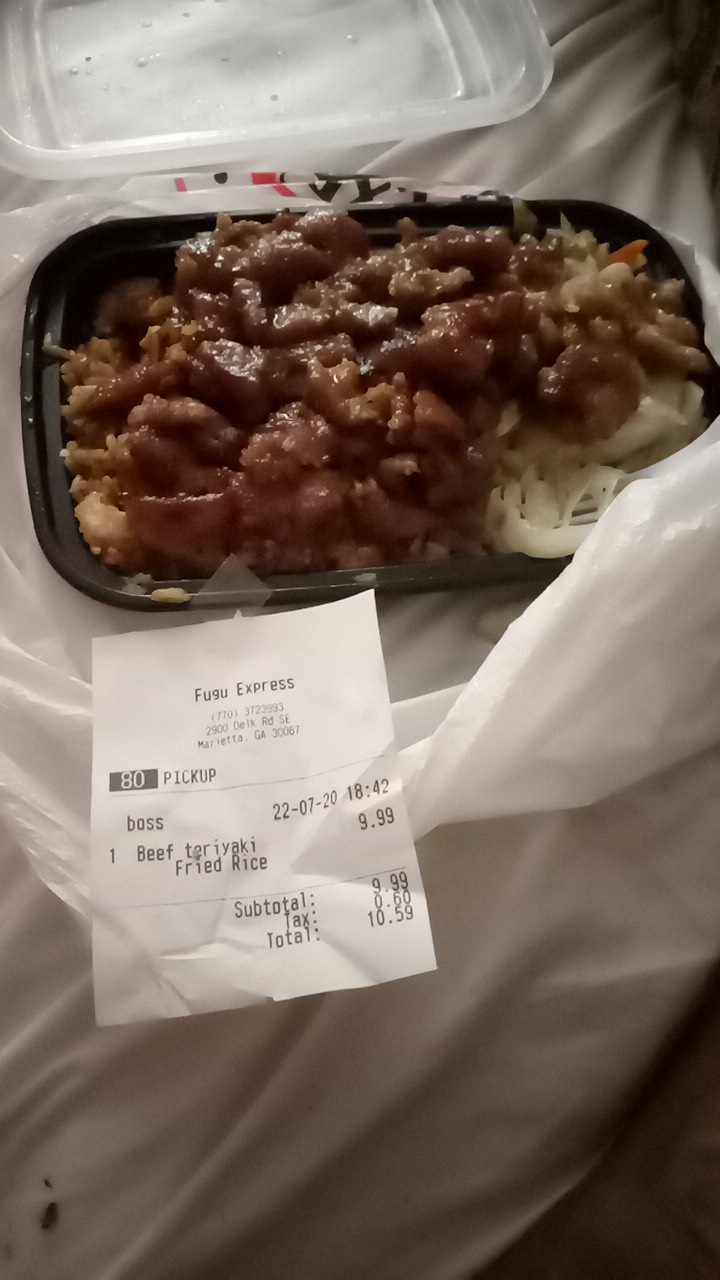 Fugu Express
(770) 3723993
2900 Delk Rd SE
Marietta, GA 30067
80 PICKUP
22-07-20 18:42
boss 9.99
1 Beef teriyaki
Fried Rice
Subtotal: 9.99
Tax: 0.60
Total: 10.59